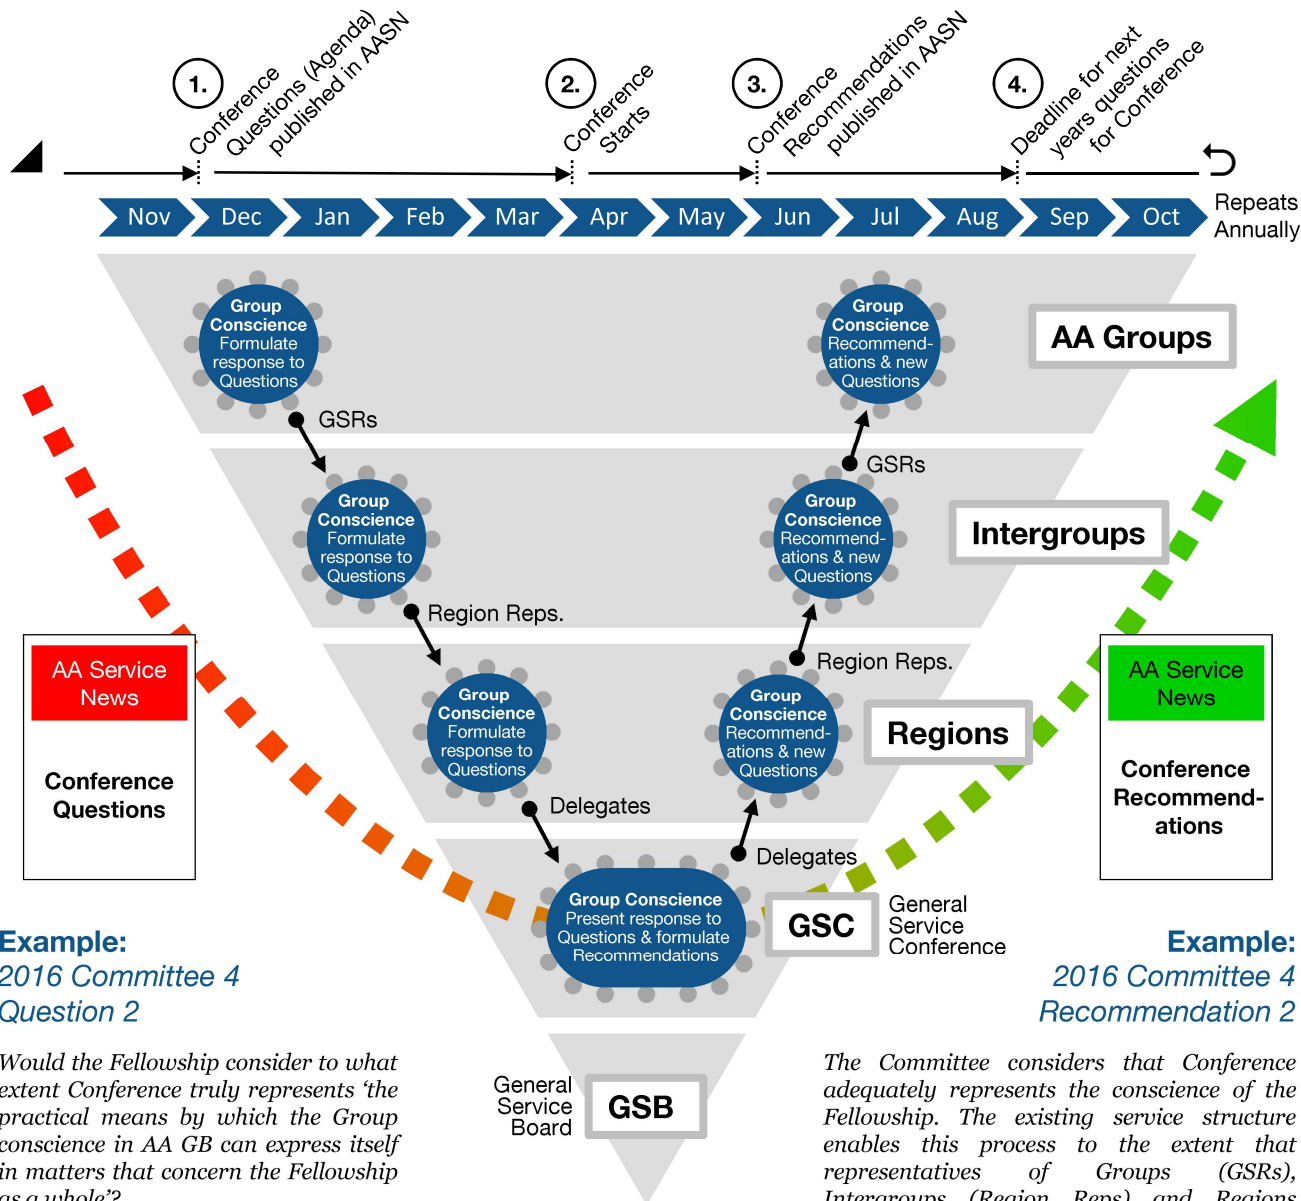 1.
Conference
Questions (Agenda)
published in AASN
2.
Conference
Starts
3.
Conference
Recommendations
published in AASN
4.
Deadline for next
years questions
for Conference
Nov
Dec
Jan
Feb
Mar
Apr
May
Jun
Jul
Aug
Sep
Oct
Repeats
Annually
Group
Conscience
Formulate
response to
Questions
Group
Conscience
Recommend-
ations & new
Questions
AA Groups
GSRs
GSRs
Group
Conscience
Formulate
response to
Questions
Group
Conscience
Recommend-
ations & new
Questions
Intergroups
Region Reps.
Region Reps.
AA Service
News
Conference
Questions
Group
Conscience
Formulate
response to
Questions
Group
Conscience
Recommend-
ations & new
Questions
Regions
AA Service
News
Conference
Recommend-
ations
Delegates
Delegates
Group Conscience
Present response to
Questions & formulate
Recommendations
GSC
General
Service
Conference
Example:
2016 Committee 4
Question 2
Would the Fellowship consider to what
extent Conference truly represents ‘the
practical means by which the Group
conscience in AA GB can express itself
in matters that concern the Fellowship
as a whole’?
General
Service
Board
GSB
Example:
2016 Committee 4
Recommendation 2
The Committee considers that Conference
adequately represents the conscience of the
Fellowship. The existing service structure
enables this process to the extent that
representatives of Groups (GSRs),
Intergroups (Region Reps) and Regions